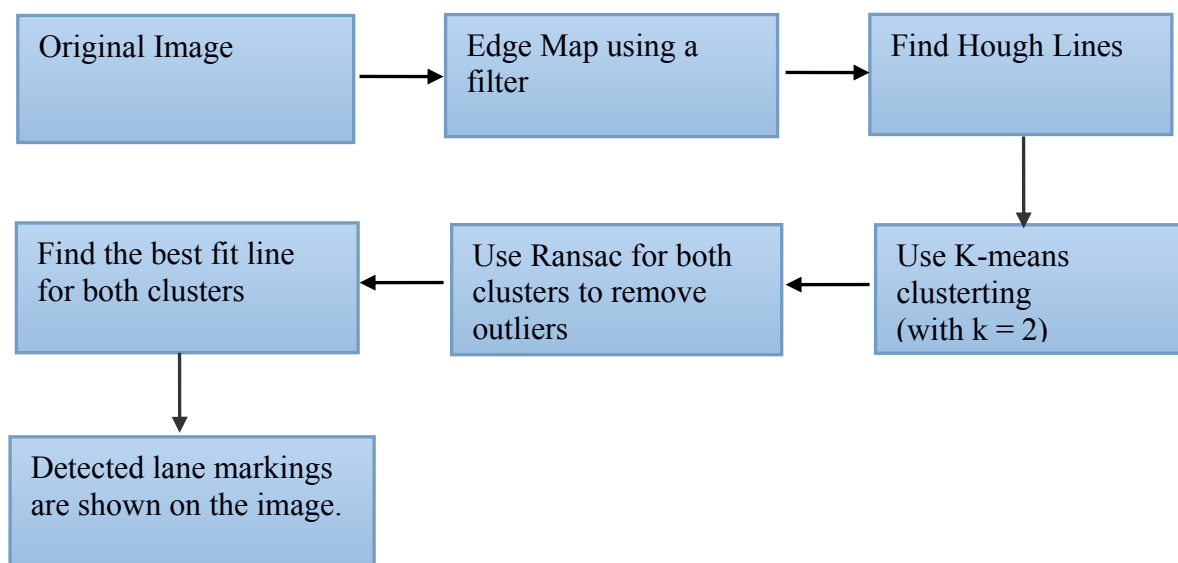 Original Image
Edge Map using a
filter
Find Hough Lines
Use K-means
clusterting
(with k = 2)
Use Ransac for both
clusters to remove
outliers
Find the best fit line
for both clusters
Detected lane markings
are shown on the image.